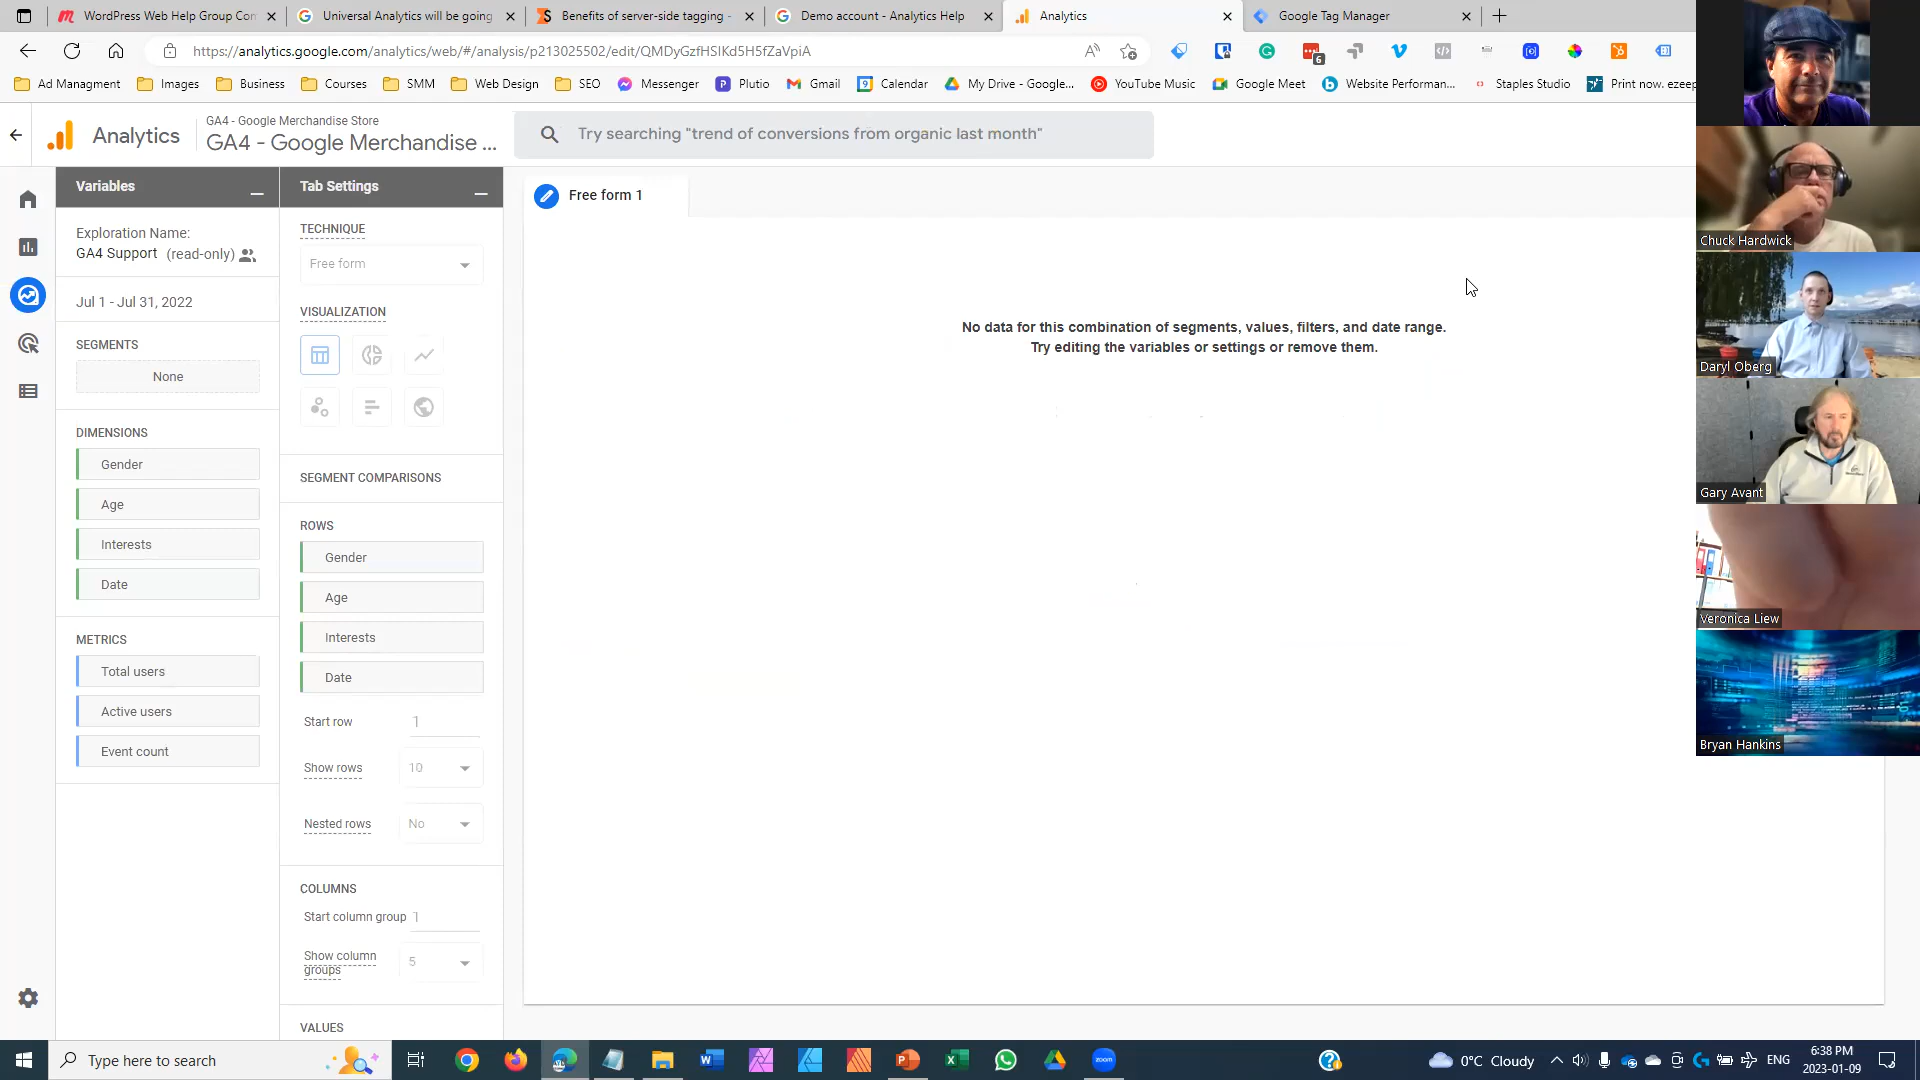 WordPress Web Help Group Con
Universal Analytics will be going
Benefits of server-side tagging -
Demo account - Analytics Help
Analytics
Google Tag Manager
https://analytics.google.com/analytics/web/#/analysis/p213025502/edit/QMDyGzfHSIKd5H5fZaVpiA
6
Ad Managment
Images
Business
Courses
SMM
Web Design
SEO
Messenger
Plutio
Gmail
Calendar
My Drive - Google...
YouTube Music
Google Meet
Website Performan...
Staples Studio
Print now. ezeep
Analytics
GA4 - Google Merchandise Store
GA4 - Google Merchandise ...
Try searching "trend of conversions from organic last month"
Variables
Exploration Name:
GA4 Support (read-only)
Jul 1 - Jul 31, 2022
SEGMENTS
None
DIMENSIONS
Gender
Age
Interests
Date
METRICS
Total users
Active users
Event count
Tab Settings
TECHNIQUE
Free form
VISUALIZATION
SEGMENT COMPARISONS
ROWS
Gender
Age
Interests
Date
Start row 1
Show rows 10
Nested rows No
COLUMNS
Start column group 1
Show column
groups
5
VALUES
Free form 1
No data for this combination of segments, values, filters, and date range.
Try editing the variables or settings or remove them.
Chuck Hardwick
Daryl Oberg
Gary Avant
Veronica Liew
Bryan Hankins
Type here to search
0°C Cloudy
ENG
6:38 PM
2023-01-09